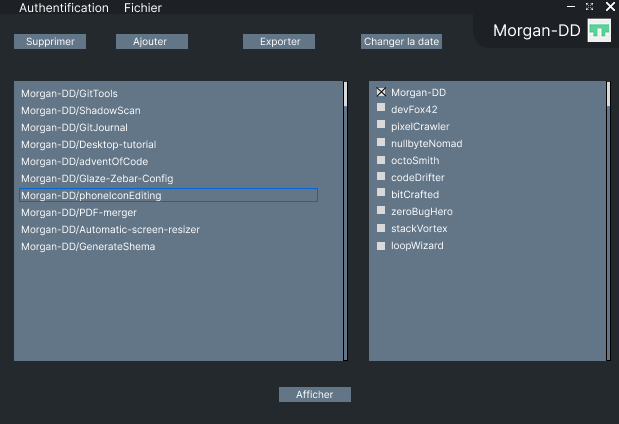 Authentification Fichier
Morgan-DD
Supprimer Ajouter Exporter Changer la date
Morgan-DD/GitTools
Morgan-DD/ShadowScan
Morgan-DD/GitJournal
Morgan-DD/Desktop-tutorial
Morgan-DD/adventOfCode
Morgan-DD/Glaze-Zebar-Config
Morgan-DD/phoneIconEditing
Morgan-DD/PDF-merger
Morgan-DD/Automatic-screen-resizer
Morgan-DD/GenerateShema
Morgan-DD
devFox42
pixelCrawler
nullbyteNomad
octoSmith
codeDrifter
bitCrafted
zeroBugHero
stackVortex
loopWizard
Afficher